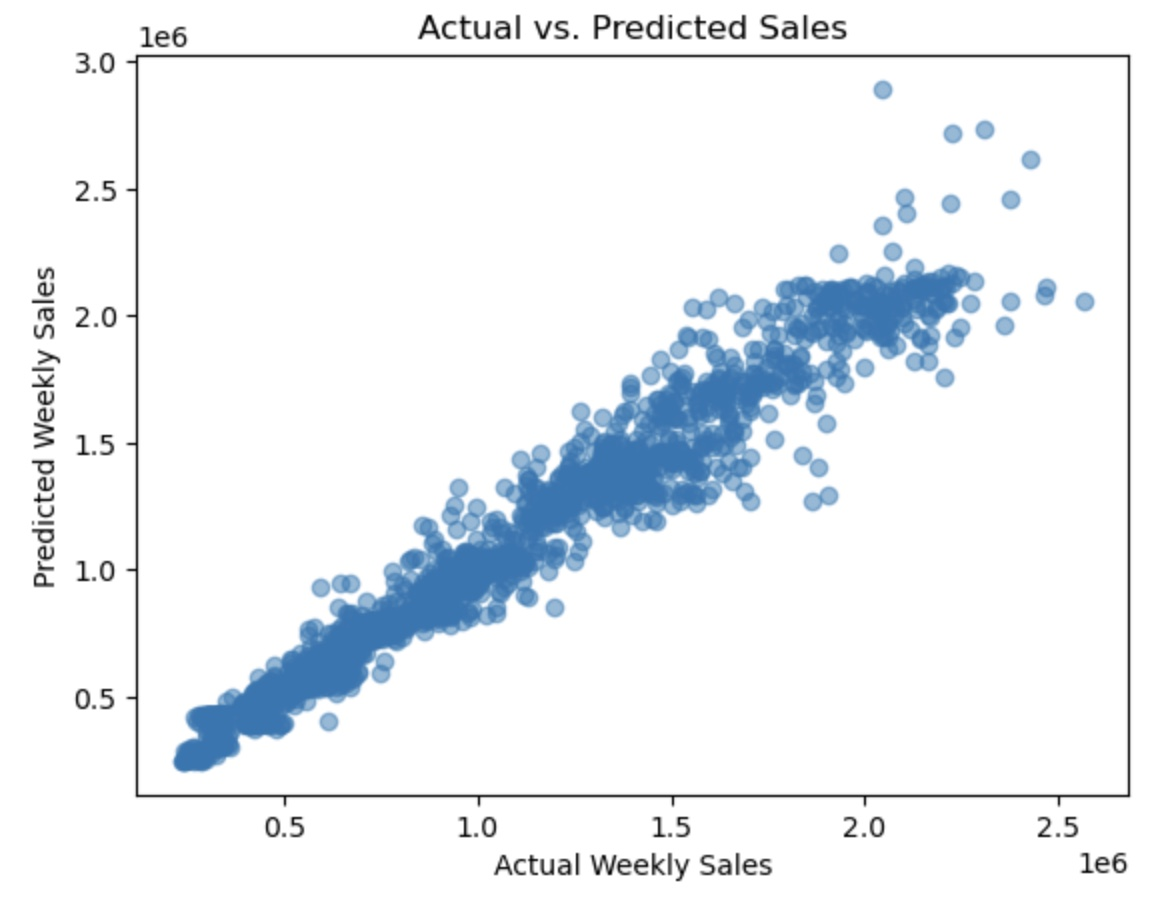 Actual vs. Predicted Sales
1e6
3.0
2.5
2.0
1.5
1.0
0.5
Predicted Weekly Sales
0.5 1.0 1.5 2.0 2.5
Actual Weekly Sales
1e6